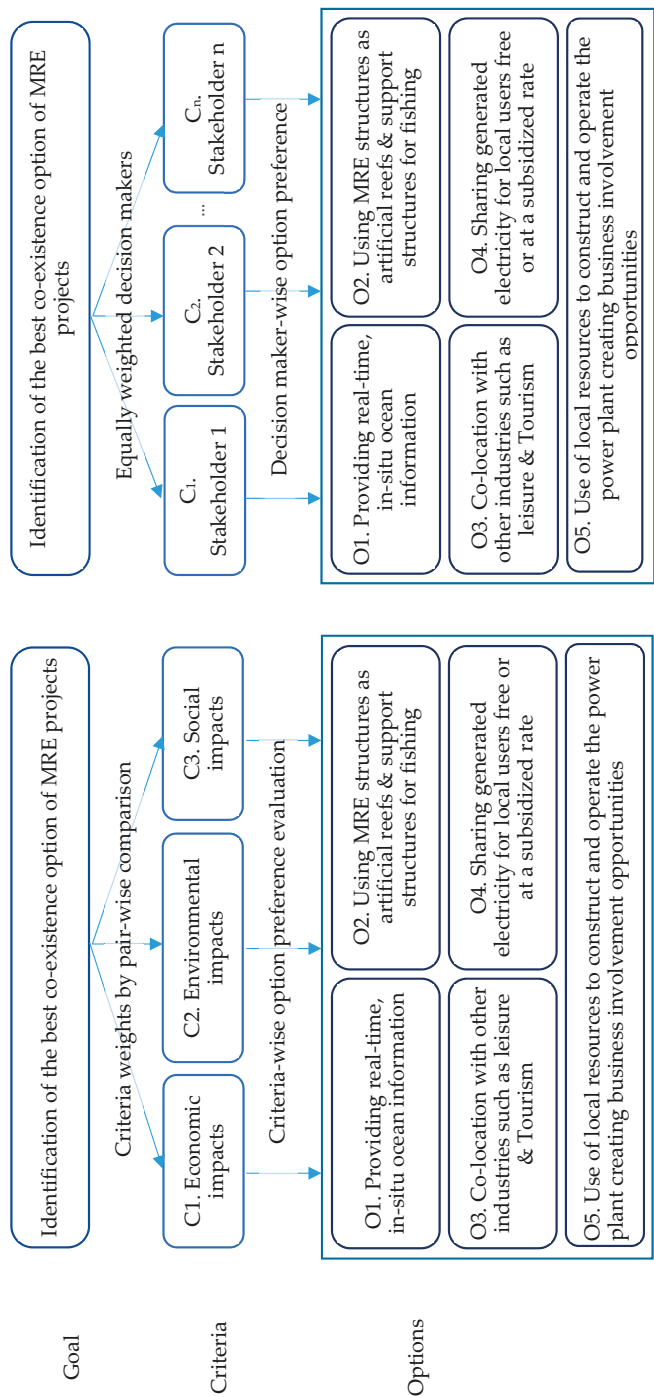 Goal
Criteria
Options
Identification of the best co-existence option of MRE projects
Criteria weights by pair-wise comparison
C1. Economic
impacts
C2. Environmental
impacts
C3. Social
impacts
Criteria-wise option preference evaluation
O1. Providing real-time,
in-situ ocean information
O2. Using MRE structures as
artificial reefs & support
structures for fishing
O3. Co-location with other
industries such as leisure
& Tourism
O4. Sharing generated
electricity for local users free or
at a subsidized rate
O5. Use of local resources to construct and operate the power
plant creating business involvement opportunities
Identification of the best co-existence option of MRE
projects
Equally weighted decision makers
C₁.
Stakeholder 1
C₂.
Stakeholder 2
...
Cₙ.
Stakeholder n
Decision maker-wise option preference
O1. Providing real-time,
in-situ ocean
information
O2. Using MRE structures as
artificial reefs & support
structures for fishing
O3. Co-location with
other industries such as
leisure & Tourism
O4. Sharing generated
electricity for local users free
or at a subsidized rate
O5. Use of local resources to construct and operate the
power plant creating business involvement
opportunities